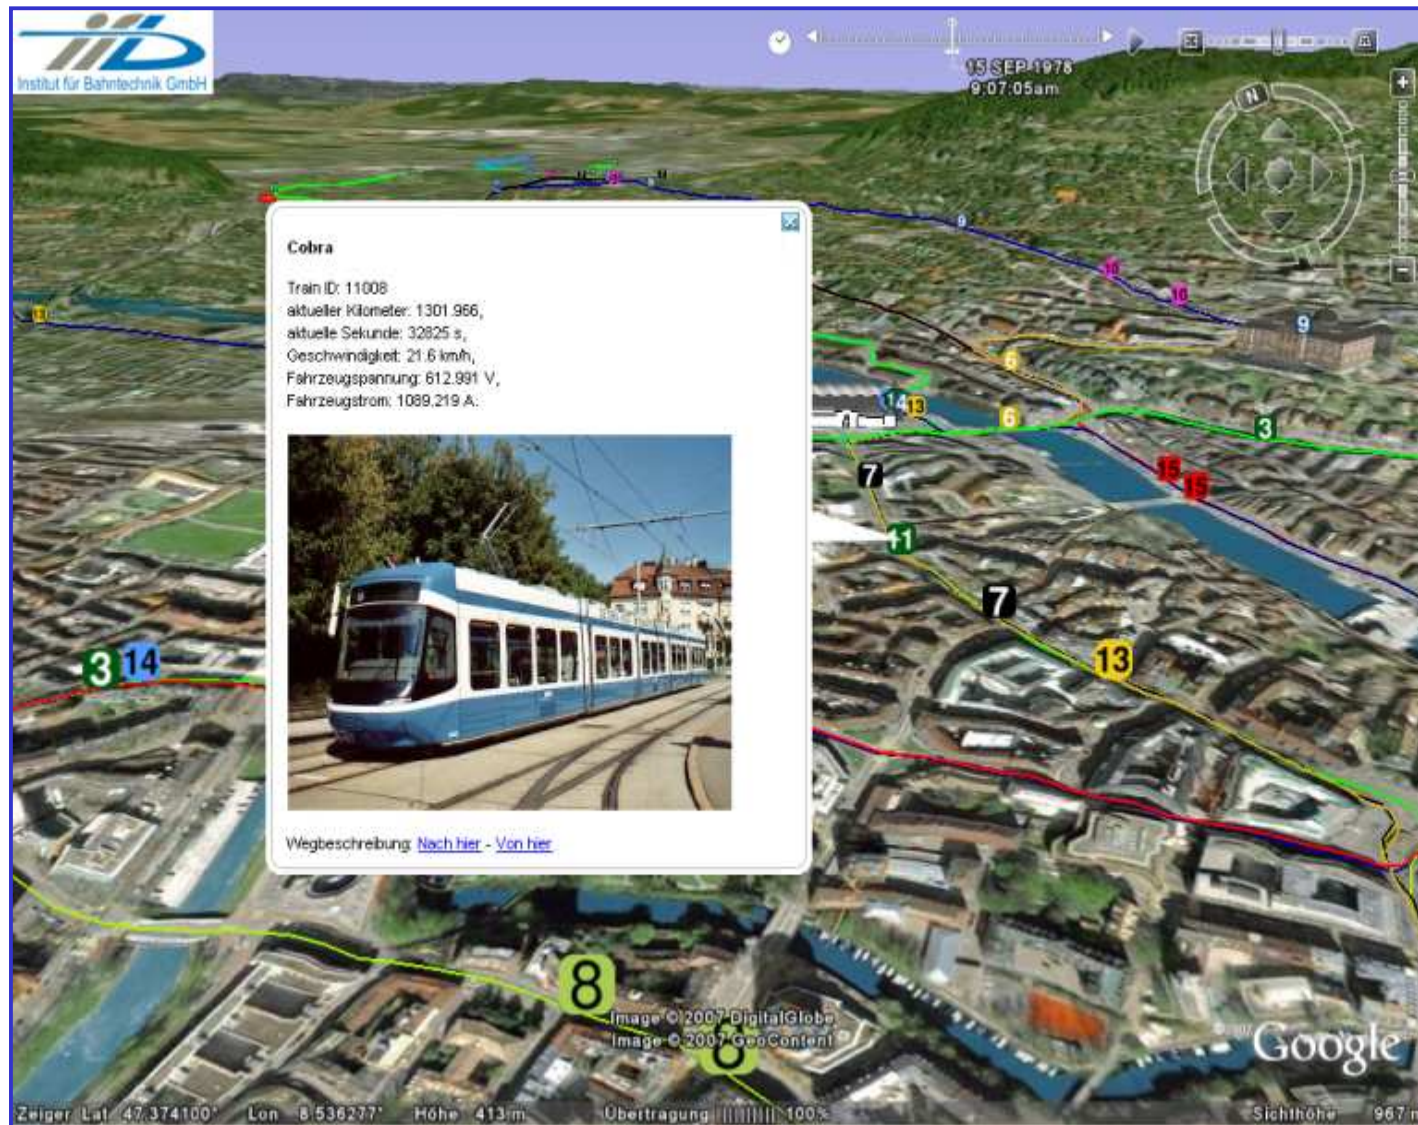 Institut für Bahntechnik GmbH
15 SEP 1978
9:07:05am
N
Cobra
Train ID: 11008
aktueller Kilometer: 1301.966,
aktuelle Sekunde: 32825 s,
Geschwindigkeit: 21.6 km/h,
Fahrzeugspannung: 612.991 V,
Fahrzeugstrom: 1089.219 A.
9
10
10
9
6
14
13
6
3
7
15
15
11
7
13
3
14
Wegbeschreibung: Nach hier - Von hier
8
Image © 2007 DigitalGlobe
Image © 2007 GeoContent
8
Google
Zeiger Lat 47.374100° Lon 8.536277° Höhe 413 m Übertragung |||||||||| 100% Sichthöhe 967 m